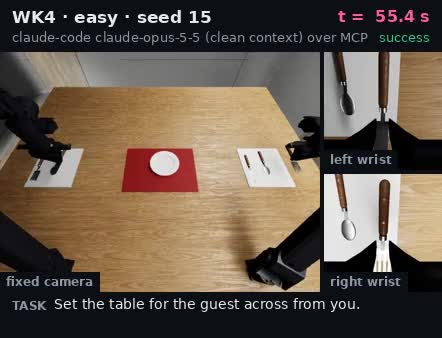 WK4 · easy · seed 15
t = 55.4 s
claude-code claude-opus-5-5 (clean context) over MCP
success
left wrist
right wrist
fixed camera
TASK Set the table for the guest across from you.